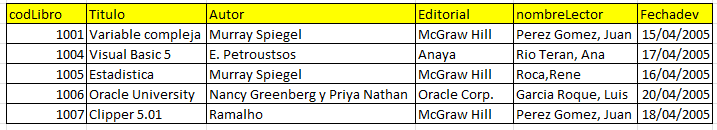 codLibro Titulo Autor Editorial nombreLector Fechadev
1001 Variable compleja Murray Spiegel McGraw Hill Perez Gomez, Juan 15/04/2005
1004 Visual Basic 5 E. Petroustsos Anaya Rio Teran, Ana 17/04/2005
1005 Estadistica Murray Spiegel McGraw Hill Roca,Rene 16/04/2005
1006 Oracle University Nancy Greenberg y Priya Nathan Oracle Corp. Garcia Roque, Luis 20/04/2005
1007 Clipper 5.01 Ramalho McGraw Hill Perez Gomez, Juan 18/04/2005